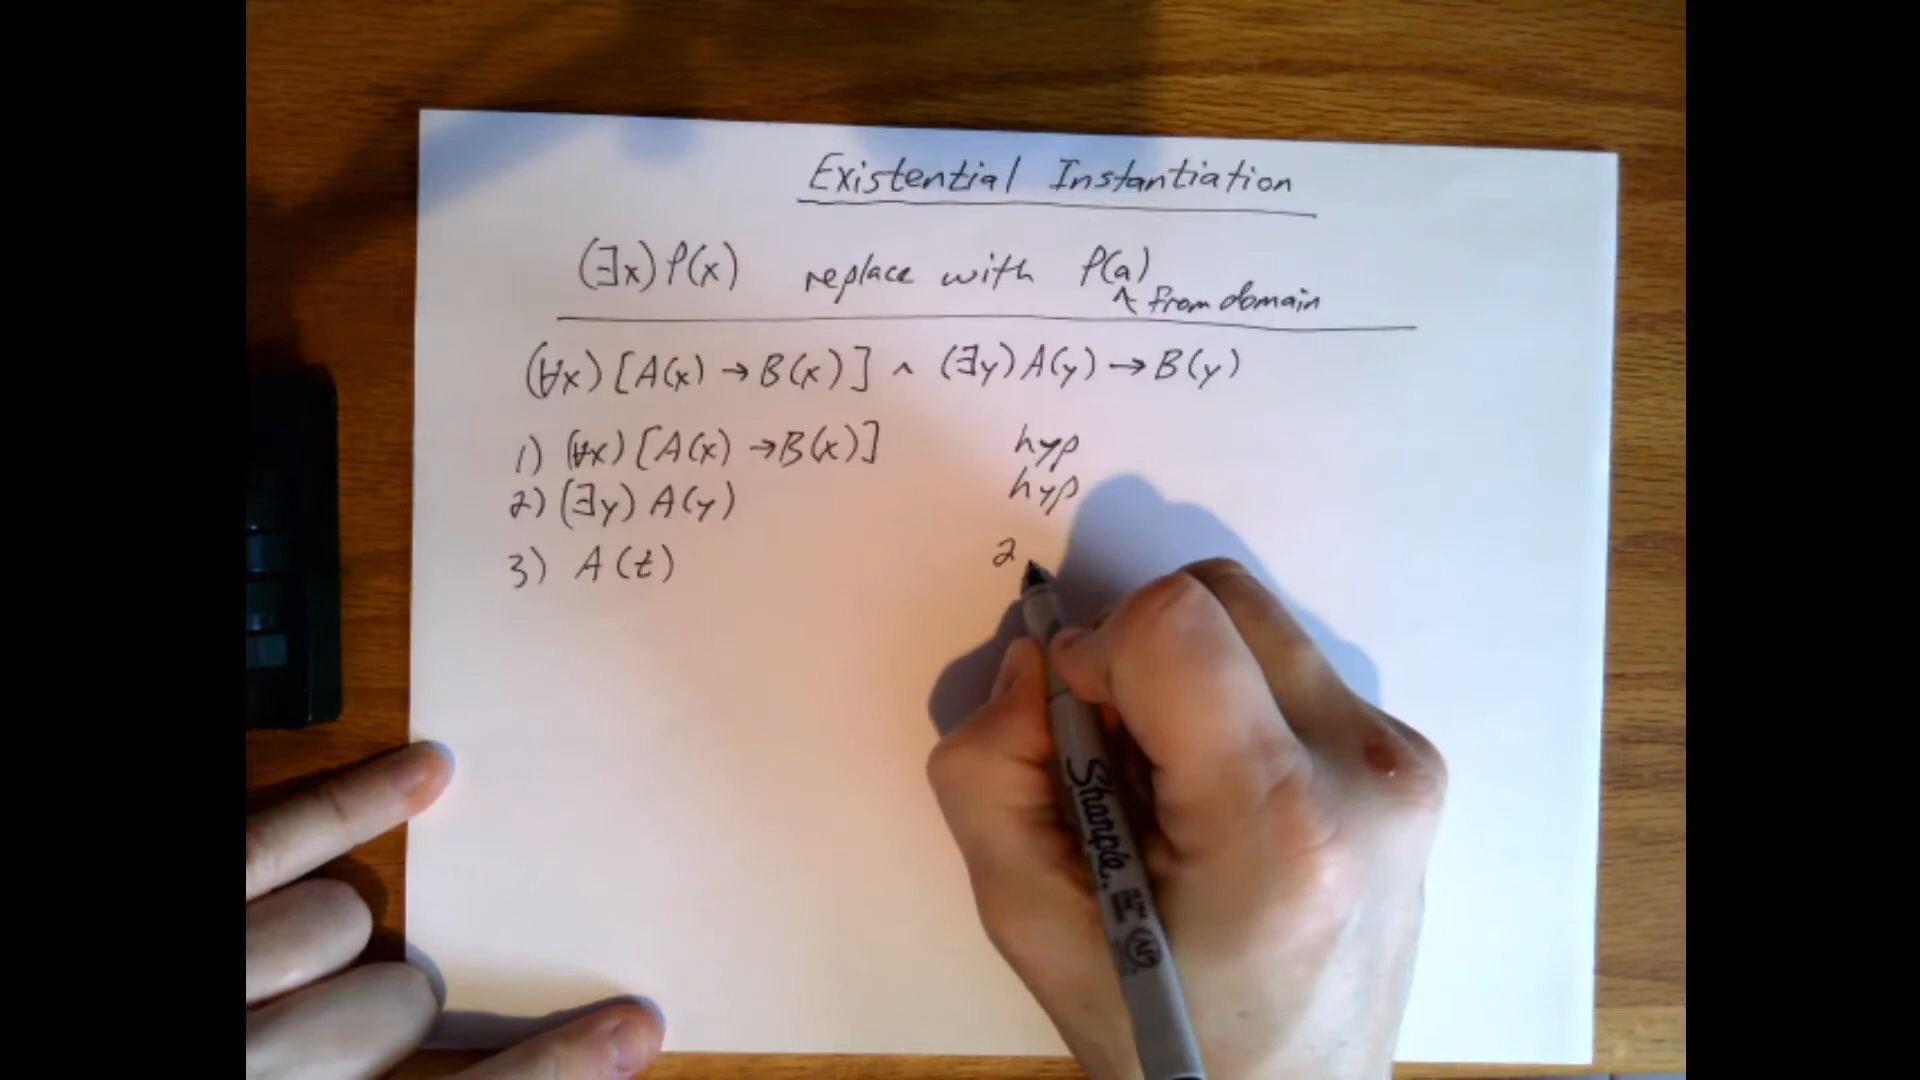 Existential Instantiation
(∃x)P(x) replace with P(a)
↖ from domain
(∀x)[A(x)→B(x)] ∧ (∃y)A(y)→B(y)
1) (∀x)[A(x)→B(x)] hyp
2) (∃y)A(y) hyp
3) A(t) 2
Sharpie.